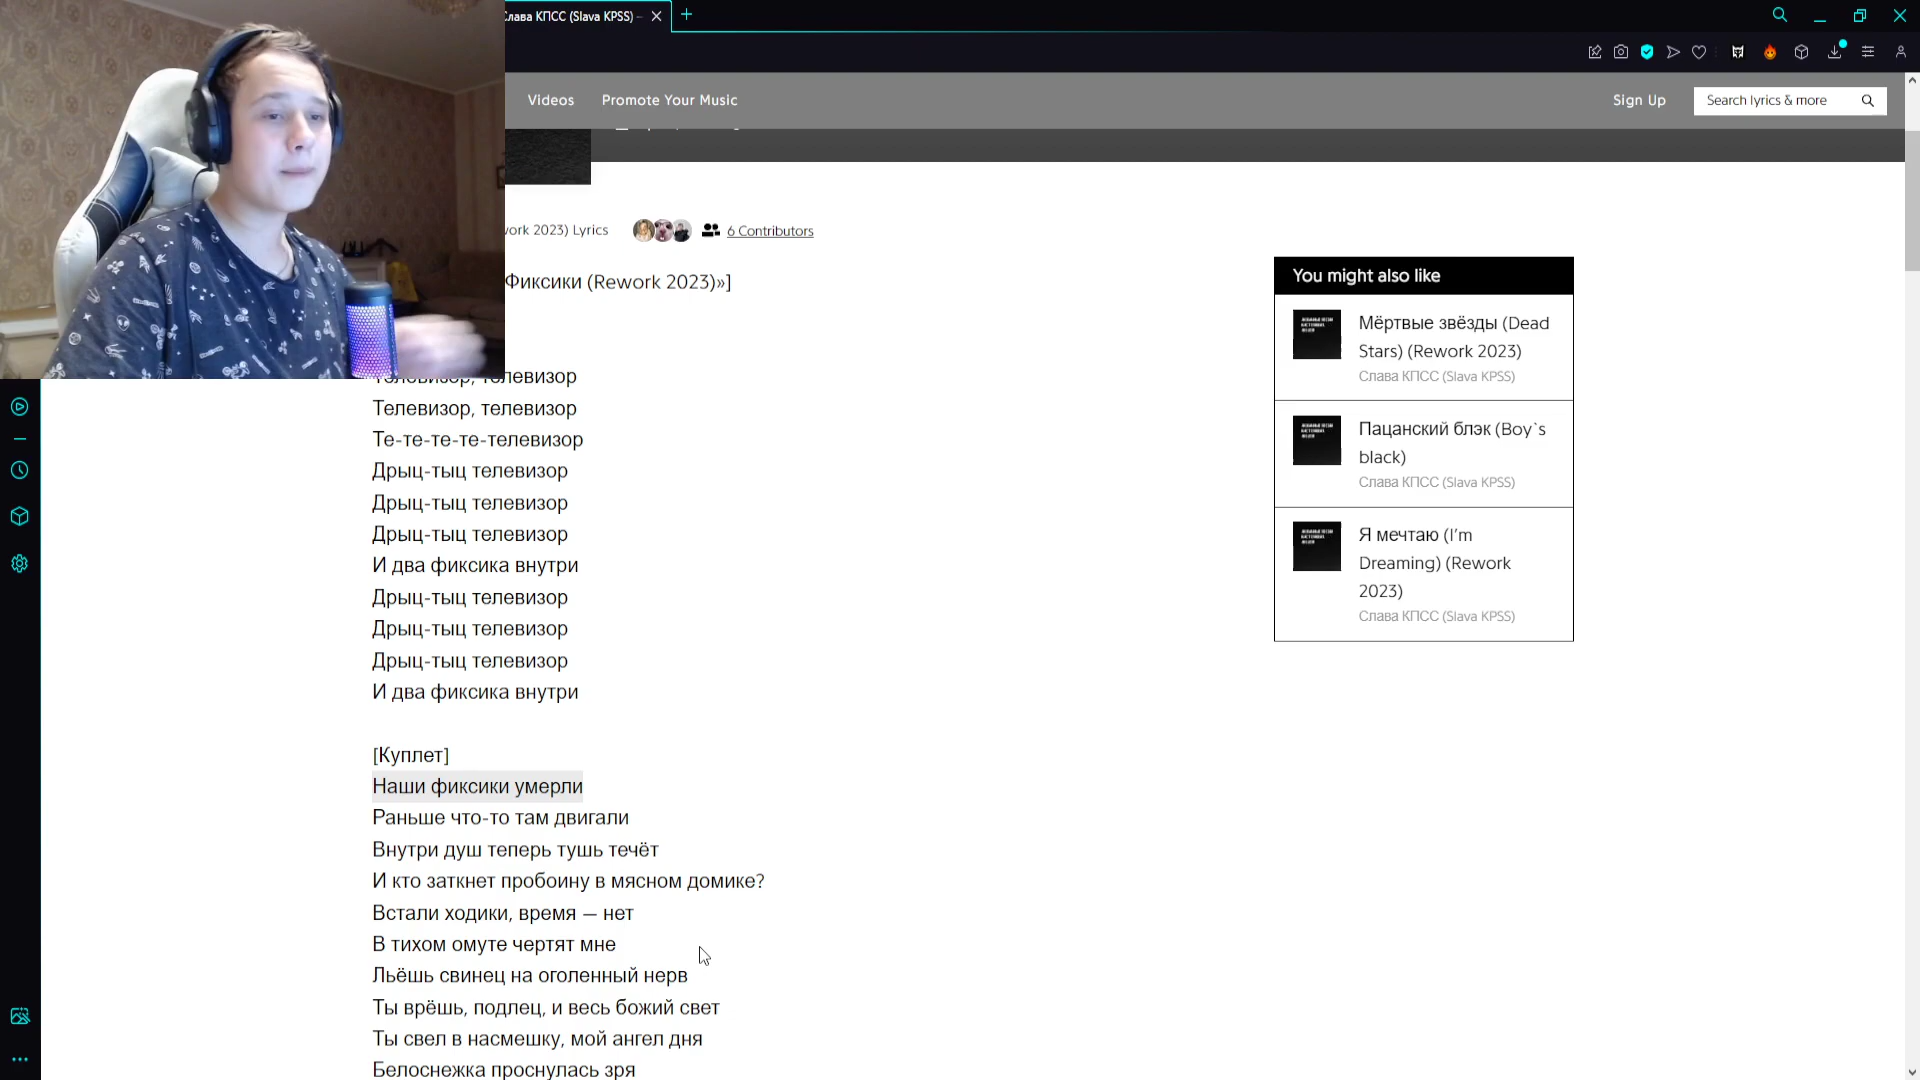 Слава КПСС (Slava KPSS) –
Videos
Promote Your Music
Sign Up
Search lyrics & more
2023) Lyrics
6 Contributors
Фиксики (Rework 2023)»]
Телевизор, телевизор
Телевизор, телевизор
Те-те-те-те-телевизор
Дрыц-тыц телевизор
Дрыц-тыц телевизор
Дрыц-тыц телевизор
И два фиксика внутри
Дрыц-тыц телевизор
Дрыц-тыц телевизор
Дрыц-тыц телевизор
И два фиксика внутри
[Куплет]
Наши фиксики умерли
Раньше что-то там двигали
Внутри душ теперь тушь течёт
И кто заткнет пробоину в мясном домике?
Встали ходики, время — нет
В тихом омуте чертят мне
Льёшь свинец на оголенный нерв
Ты врёшь, подлец, и весь божий свет
Ты свел в насмешку, мой ангел дня
Белоснежка проснулась зря
You might also like
Мёртвые звёзды (Dead
Stars) (Rework 2023)
Слава КПСС (Slava KPSS)
Пацанский блэк (Boy`s
black)
Слава КПСС (Slava KPSS)
Я мечтаю (I’m
Dreaming) (Rework
2023)
Слава КПСС (Slava KPSS)